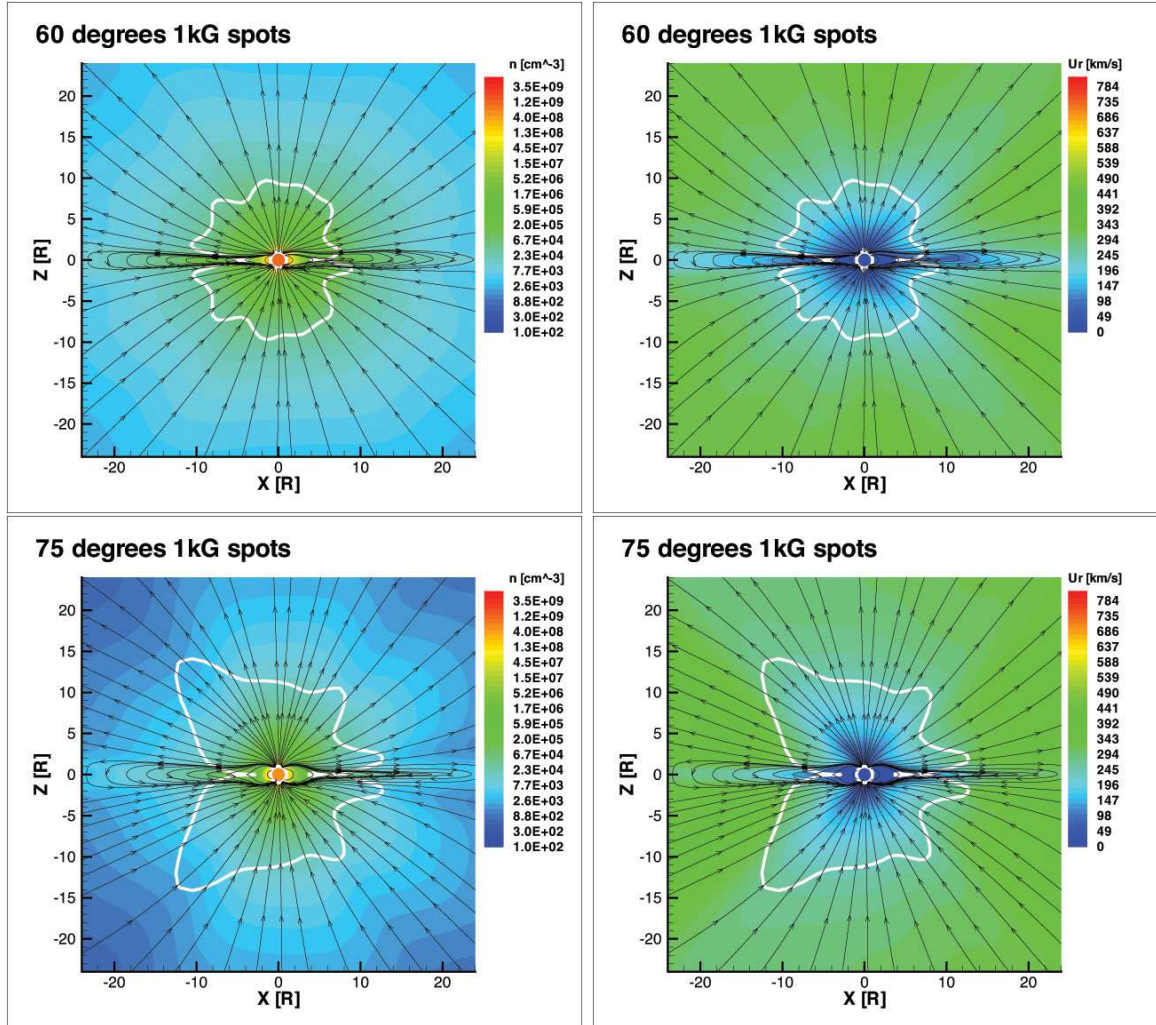 60 degrees 1kG spots
n [cm^-3]
3.5E+09
1.2E+09
4.0E+08
1.3E+08
4.5E+07
1.5E+07
5.2E+06
1.7E+06
5.9E+05
2.0E+05
6.7E+04
2.3E+04
7.7E+03
2.6E+03
8.8E+02
3.0E+02
1.0E+02
20
15
10
5
0
-5
-10
-15
-20
Z [R]
-20 -10 0 10 20
X [R]
60 degrees 1kG spots
Ur [km/s]
784
735
686
637
588
539
490
441
392
343
294
245
196
147
98
49
0
20
15
10
5
0
-5
-10
-15
-20
Z [R]
-20 -10 0 10 20
X [R]
75 degrees 1kG spots
n [cm^-3]
3.5E+09
1.2E+09
4.0E+08
1.3E+08
4.5E+07
1.5E+07
5.2E+06
1.7E+06
5.9E+05
2.0E+05
6.7E+04
2.3E+04
7.7E+03
2.6E+03
8.8E+02
3.0E+02
1.0E+02
20
15
10
5
0
-5
-10
-15
-20
Z [R]
-20 -10 0 10 20
X [R]
75 degrees 1kG spots
Ur [km/s]
784
735
686
637
588
539
490
441
392
343
294
245
196
147
98
49
0
20
15
10
5
0
-5
-10
-15
-20
Z [R]
-20 -10 0 10 20
X [R]